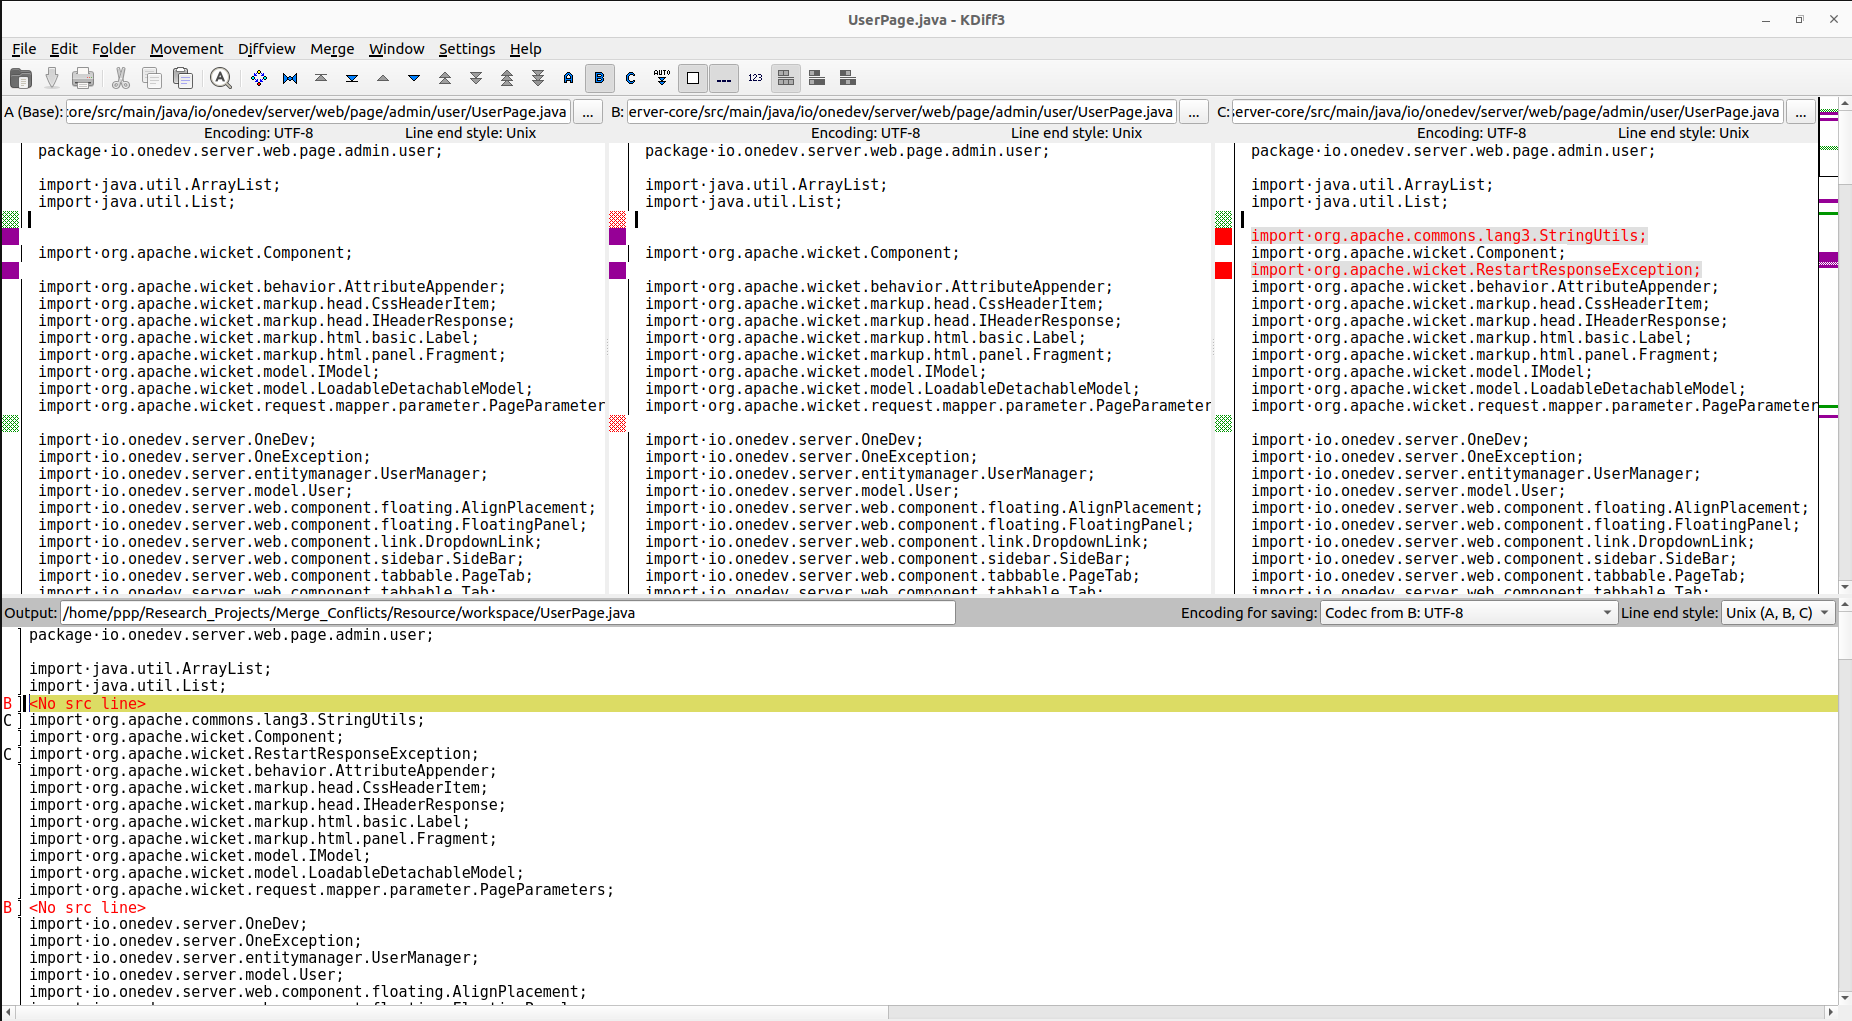 UserPage.java - KDiff3
File Edit Folder Movement Diffview Merge Window Settings Help
A B C AUTO 123
A (Base): :ore/src/main/java/io/onedev/server/web/page/admin/user/UserPage.java ...
Encoding: UTF-8 Line end style: Unix
package·io.onedev.server.web.page.admin.user;
import·java.util.ArrayList;
import·java.util.List;
import·org.apache.wicket.Component;
import·org.apache.wicket.behavior.AttributeAppender;
import·org.apache.wicket.markup.head.CssHeaderItem;
import·org.apache.wicket.markup.head.IHeaderResponse;
import·org.apache.wicket.markup.html.basic.Label;
import·org.apache.wicket.markup.html.panel.Fragment;
import·org.apache.wicket.model.IModel;
import·org.apache.wicket.model.LoadableDetachableModel;
import·org.apache.wicket.request.mapper.parameter.PageParameter
import·io.onedev.server.OneDev;
import·io.onedev.server.OneException;
import·io.onedev.server.entitymanager.UserManager;
import·io.onedev.server.model.User;
import·io.onedev.server.web.component.floating.AlignPlacement;
import·io.onedev.server.web.component.floating.FloatingPanel;
import·io.onedev.server.web.component.link.DropdownLink;
import·io.onedev.server.web.component.sidebar.SideBar;
import·io.onedev.server.web.component.tabbable.PageTab;
import·io.onedev.server.web.component.tabbable.Tab;
B: erver-core/src/main/java/io/onedev/server/web/page/admin/user/UserPage.java ...
Encoding: UTF-8 Line end style: Unix
package·io.onedev.server.web.page.admin.user;
import·java.util.ArrayList;
import·java.util.List;
import·org.apache.wicket.Component;
import·org.apache.wicket.behavior.AttributeAppender;
import·org.apache.wicket.markup.head.CssHeaderItem;
import·org.apache.wicket.markup.head.IHeaderResponse;
import·org.apache.wicket.markup.html.basic.Label;
import·org.apache.wicket.markup.html.panel.Fragment;
import·org.apache.wicket.model.IModel;
import·org.apache.wicket.model.LoadableDetachableModel;
import·org.apache.wicket.request.mapper.parameter.PageParameter
import·io.onedev.server.OneDev;
import·io.onedev.server.OneException;
import·io.onedev.server.entitymanager.UserManager;
import·io.onedev.server.model.User;
import·io.onedev.server.web.component.floating.AlignPlacement;
import·io.onedev.server.web.component.floating.FloatingPanel;
import·io.onedev.server.web.component.link.DropdownLink;
import·io.onedev.server.web.component.sidebar.SideBar;
import·io.onedev.server.web.component.tabbable.PageTab;
import·io.onedev.server.web.component.tabbable.Tab;
C: erver-core/src/main/java/io/onedev/server/web/page/admin/user/UserPage.java ...
Encoding: UTF-8 Line end style: Unix
package·io.onedev.server.web.page.admin.user;
import·java.util.ArrayList;
import·java.util.List;
import·org.apache.commons.lang3.StringUtils;
import·org.apache.wicket.Component;
import·org.apache.wicket.RestartResponseException;
import·org.apache.wicket.behavior.AttributeAppender;
import·org.apache.wicket.markup.head.CssHeaderItem;
import·org.apache.wicket.markup.head.IHeaderResponse;
import·org.apache.wicket.markup.html.basic.Label;
import·org.apache.wicket.markup.html.panel.Fragment;
import·org.apache.wicket.model.IModel;
import·org.apache.wicket.model.LoadableDetachableModel;
import·org.apache.wicket.request.mapper.parameter.PageParameter
import·io.onedev.server.OneDev;
import·io.onedev.server.OneException;
import·io.onedev.server.entitymanager.UserManager;
import·io.onedev.server.model.User;
import·io.onedev.server.web.component.floating.AlignPlacement;
import·io.onedev.server.web.component.floating.FloatingPanel;
import·io.onedev.server.web.component.link.DropdownLink;
import·io.onedev.server.web.component.sidebar.SideBar;
import·io.onedev.server.web.component.tabbable.PageTab;
import·io.onedev.server.web.component.tabbable.Tab;
Output: /home/ppp/Research_Projects/Merge_Conflicts/Resource/workspace/UserPage.java Encoding for saving: Codec from B: UTF-8 Line end style: Unix (A, B, C)
package·io.onedev.server.web.page.admin.user;
import·java.util.ArrayList;
import·java.util.List;
B <No src line>
C import·org.apache.commons.lang3.StringUtils;
import·org.apache.wicket.Component;
C import·org.apache.wicket.RestartResponseException;
import·org.apache.wicket.behavior.AttributeAppender;
import·org.apache.wicket.markup.head.CssHeaderItem;
import·org.apache.wicket.markup.head.IHeaderResponse;
import·org.apache.wicket.markup.html.basic.Label;
import·org.apache.wicket.markup.html.panel.Fragment;
import·org.apache.wicket.model.IModel;
import·org.apache.wicket.model.LoadableDetachableModel;
import·org.apache.wicket.request.mapper.parameter.PageParameters;
B <No src line>
import·io.onedev.server.OneDev;
import·io.onedev.server.OneException;
import·io.onedev.server.entitymanager.UserManager;
import·io.onedev.server.model.User;
import·io.onedev.server.web.component.floating.AlignPlacement;